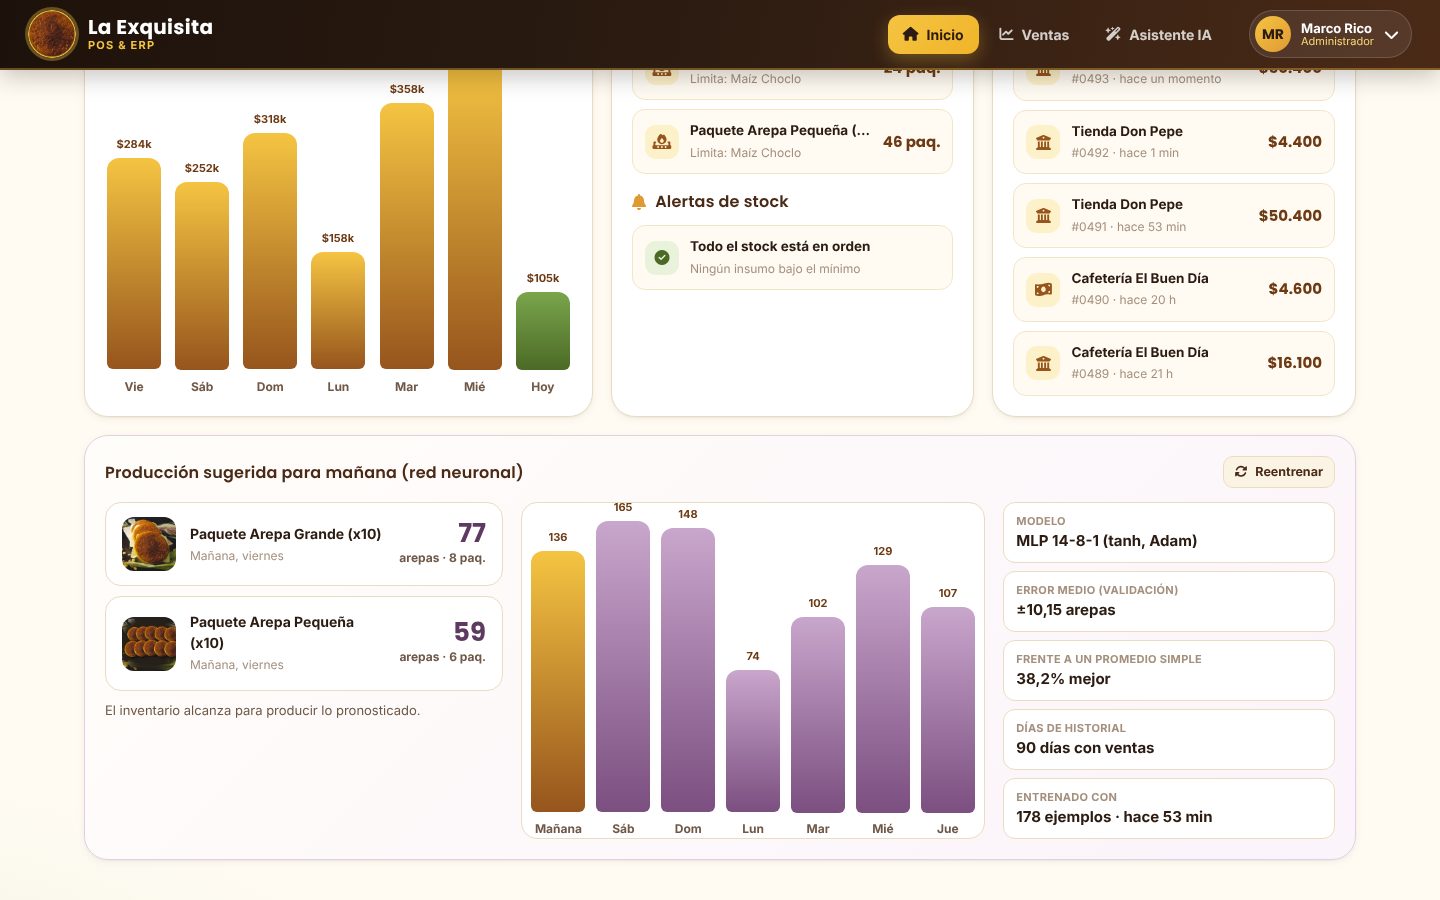 La Exquisita
POS & ERP
Inicio
Ventas
Asistente IA
MR
Marco Rico
Administrador
$284k
$252k
$318k
$158k
$358k
$105k
Vie
Sáb
Dom
Lun
Mar
Mié
Hoy
Limita: Maíz Choclo
Paquete Arepa Pequeña (...
Limita: Maíz Choclo
46 paq.
Alertas de stock
Todo el stock está en orden
Ningún insumo bajo el mínimo
#0493 · hace un momento
Tienda Don Pepe
#0492 · hace 1 min
$4.400
Tienda Don Pepe
#0491 · hace 53 min
$50.400
Cafetería El Buen Día
#0490 · hace 20 h
$4.600
Cafetería El Buen Día
#0489 · hace 21 h
$16.100
Producción sugerida para mañana (red neuronal)
Reentrenar
Paquete Arepa Grande (x10)
Mañana, viernes
77
arepas · 8 paq.
Paquete Arepa Pequeña
(x10)
Mañana, viernes
59
arepas · 6 paq.
El inventario alcanza para producir lo pronosticado.
136
165
148
74
102
129
107
Mañana
Sáb
Dom
Lun
Mar
Mié
Jue
MODELO
MLP 14-8-1 (tanh, Adam)
ERROR MEDIO (VALIDACIÓN)
±10,15 arepas
FRENTE A UN PROMEDIO SIMPLE
38,2% mejor
DÍAS DE HISTORIAL
90 días con ventas
ENTRENADO CON
178 ejemplos · hace 53 min